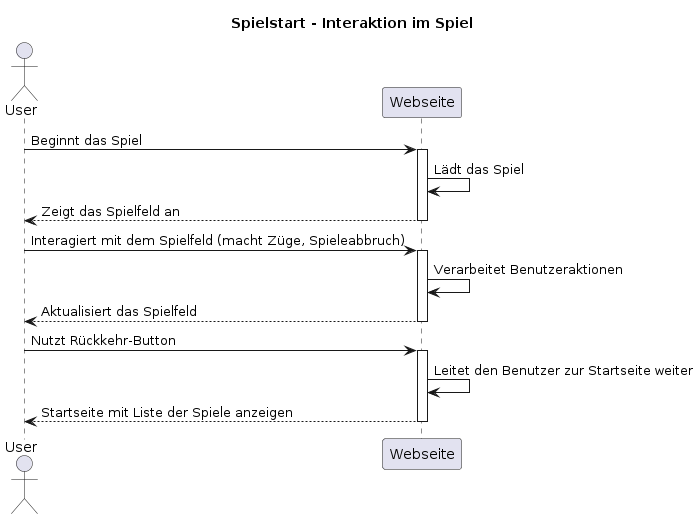 Spielstart - Interaktion im Spiel
User
Webseite
Beginnt das Spiel
Lädt das Spiel
Zeigt das Spielfeld an
Interagiert mit dem Spielfeld (macht Züge, Spieleabbruch)
Verarbeitet Benutzeraktionen
Aktualisiert das Spielfeld
Nutzt Rückkehr-Button
Leitet den Benutzer zur Startseite weiter
Startseite mit Liste der Spiele anzeigen
User
Webseite